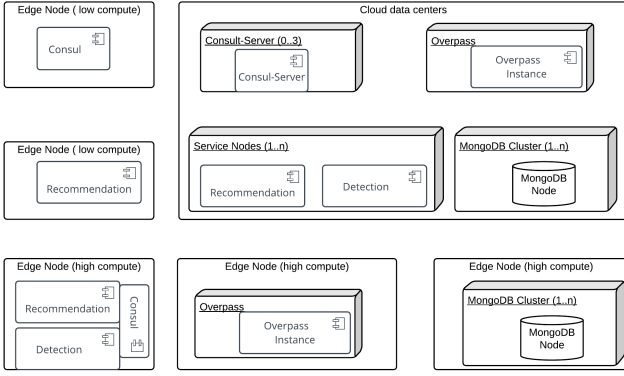 Edge Node ( low compute)
Consul
Cloud data centers
Consult-Server (0..3)
Consul-Server
Overpass
Overpass
Instance
Edge Node ( low compute)
Recommendation
Service Nodes (1..n)
Recommendation
Detection
MongoDB Cluster (1..n)
MongoDB
Node
Edge Node (high compute)
Recommendation
Consul
Detection
Edge Node (high compute)
Overpass
Overpass
Instance
Edge Node (high compute)
MongoDB Cluster (1..n)
MongoDB
Node